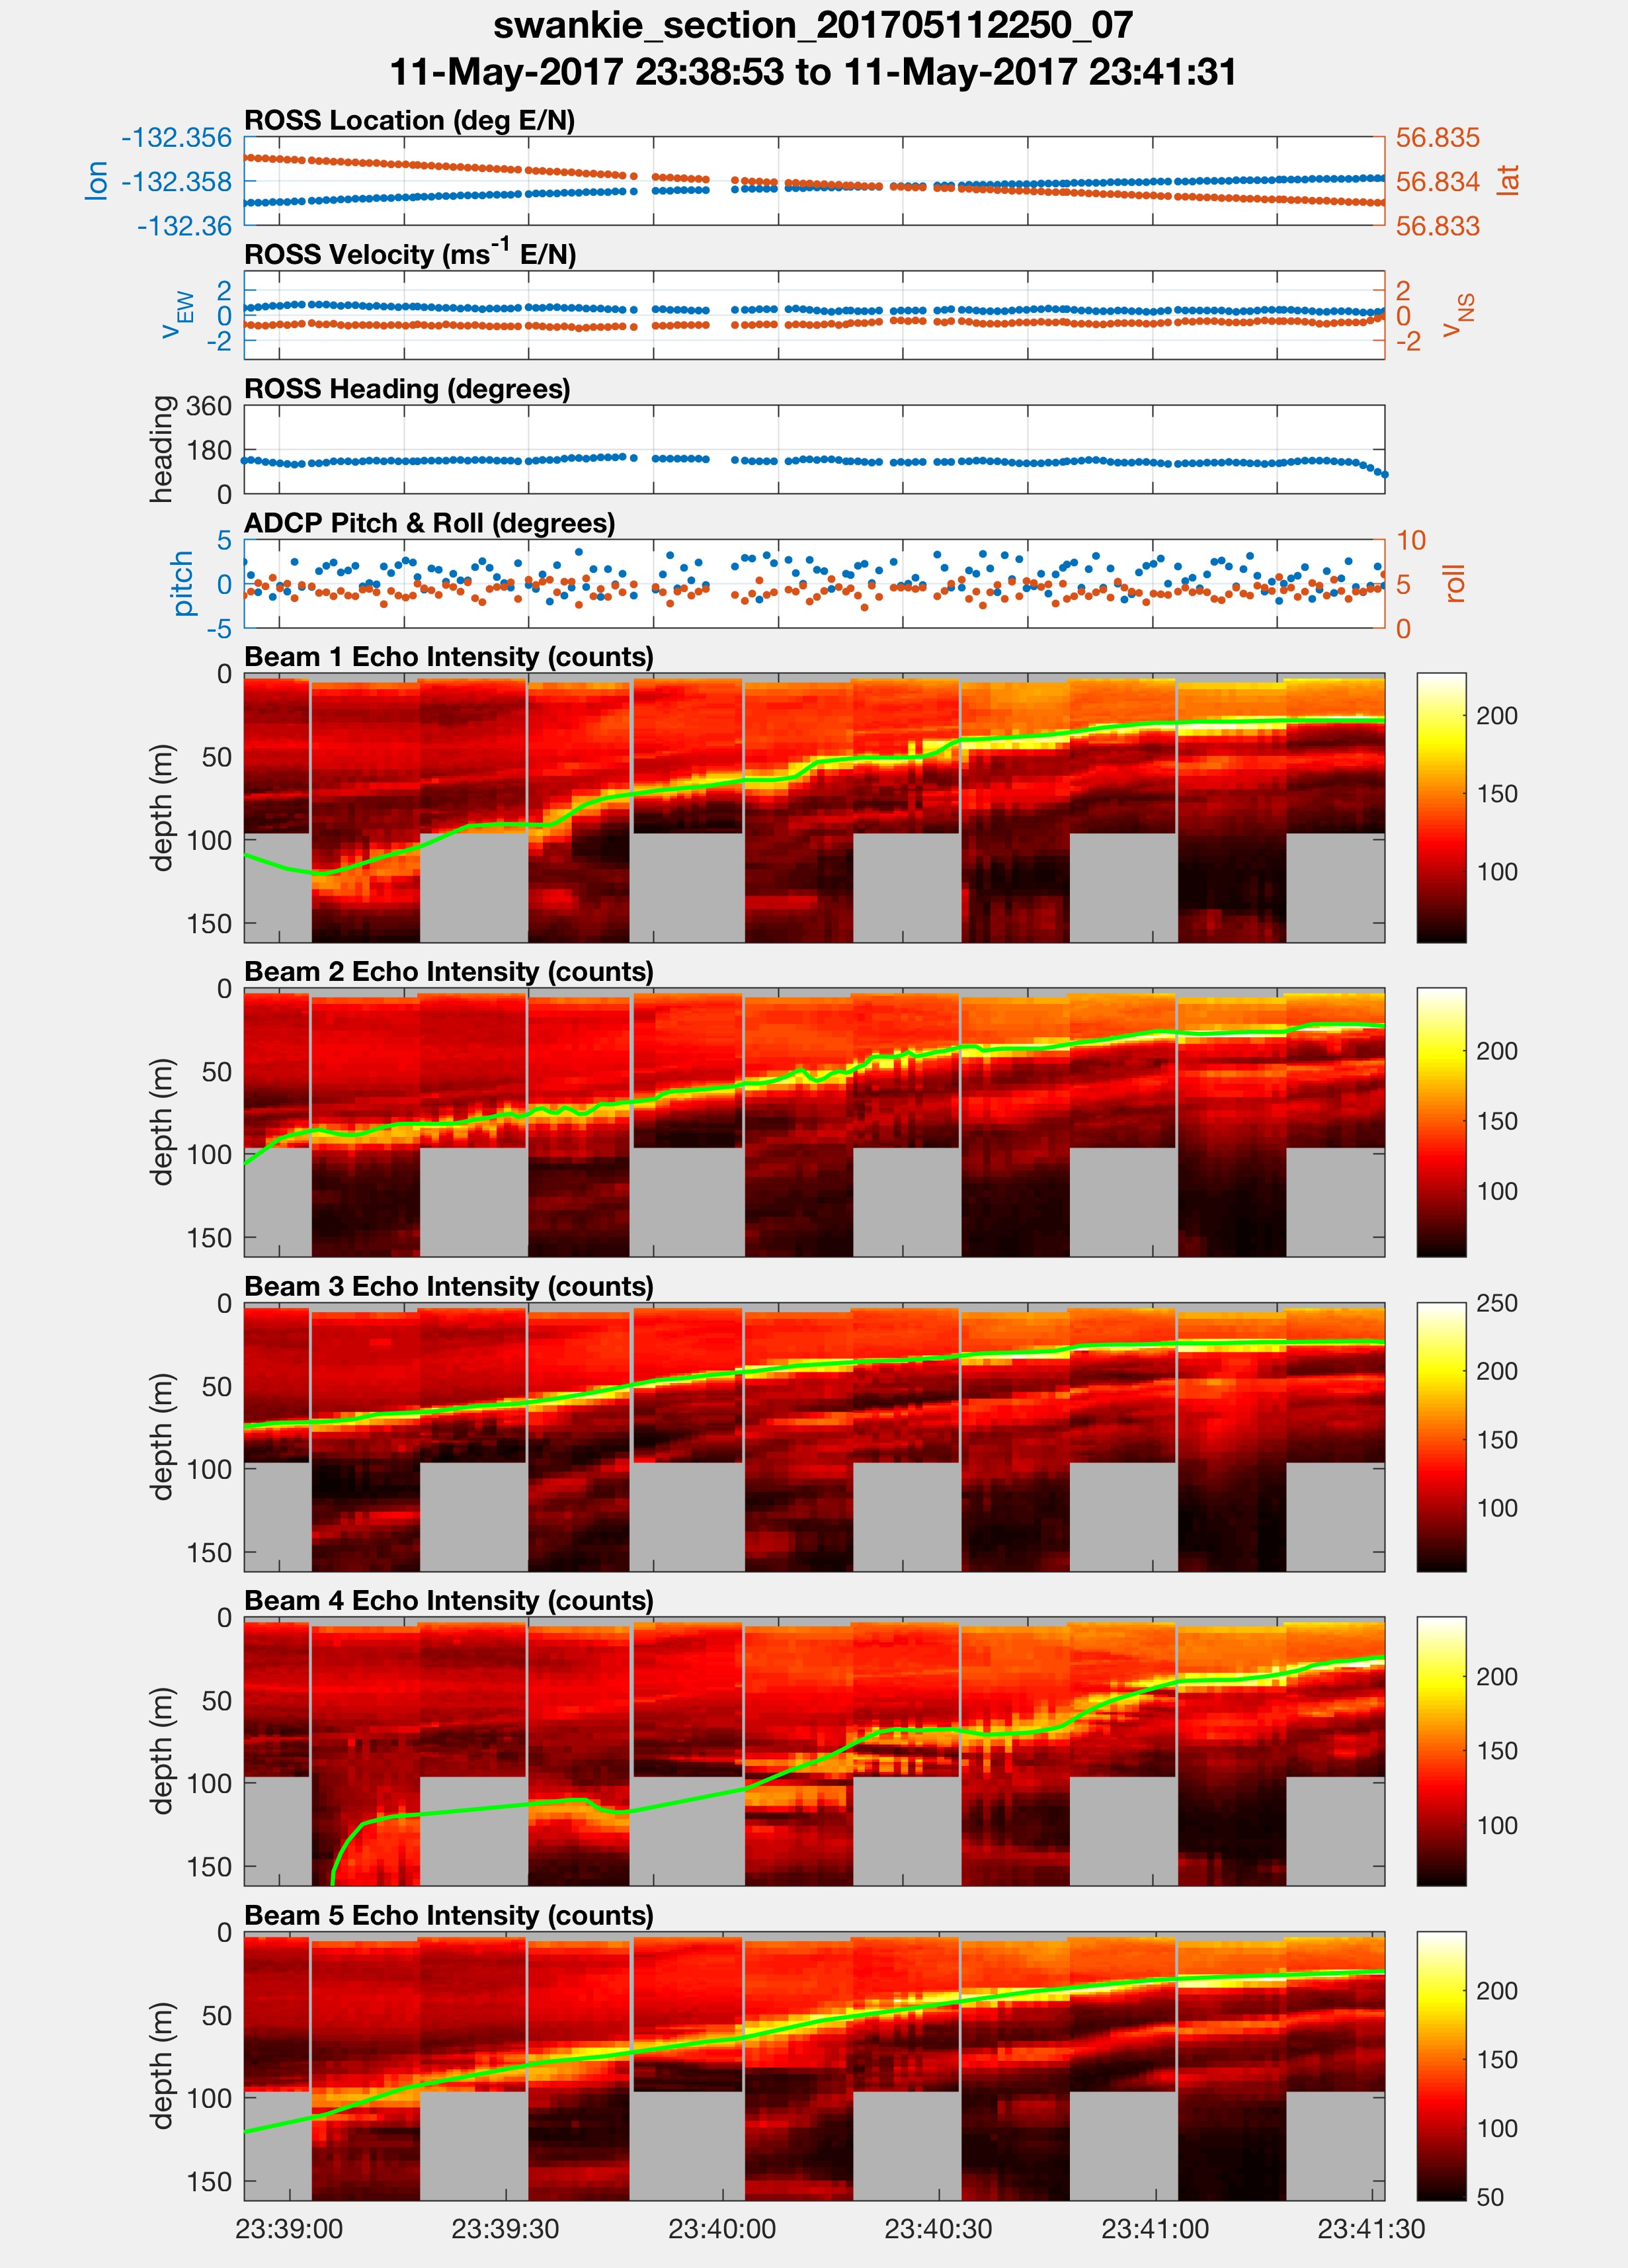 swankie_section_201705112250_07
11-May-2017 23:38:53 to 11-May-2017 23:41:31
ROSS Location (deg E/N)
-132.356
-132.358
-132.36
lon
56.835
56.834
56.833
lat
ROSS Velocity (ms-1 E/N)
2
0
-2
vEW
2
0
-2
vNS
ROSS Heading (degrees)
360
180
0
heading
ADCP Pitch & Roll (degrees)
5
0
-5
pitch
10
5
0
roll
Beam 1 Echo Intensity (counts)
0
50
100
150
depth (m)
200
150
100
Beam 2 Echo Intensity (counts)
0
50
100
150
depth (m)
200
150
100
Beam 3 Echo Intensity (counts)
0
50
100
150
depth (m)
250
200
150
100
Beam 4 Echo Intensity (counts)
0
50
100
150
depth (m)
200
150
100
Beam 5 Echo Intensity (counts)
0
50
100
150
depth (m)
200
150
100
50
23:39:00 23:39:30 23:40:00 23:40:30 23:41:00 23:41:30